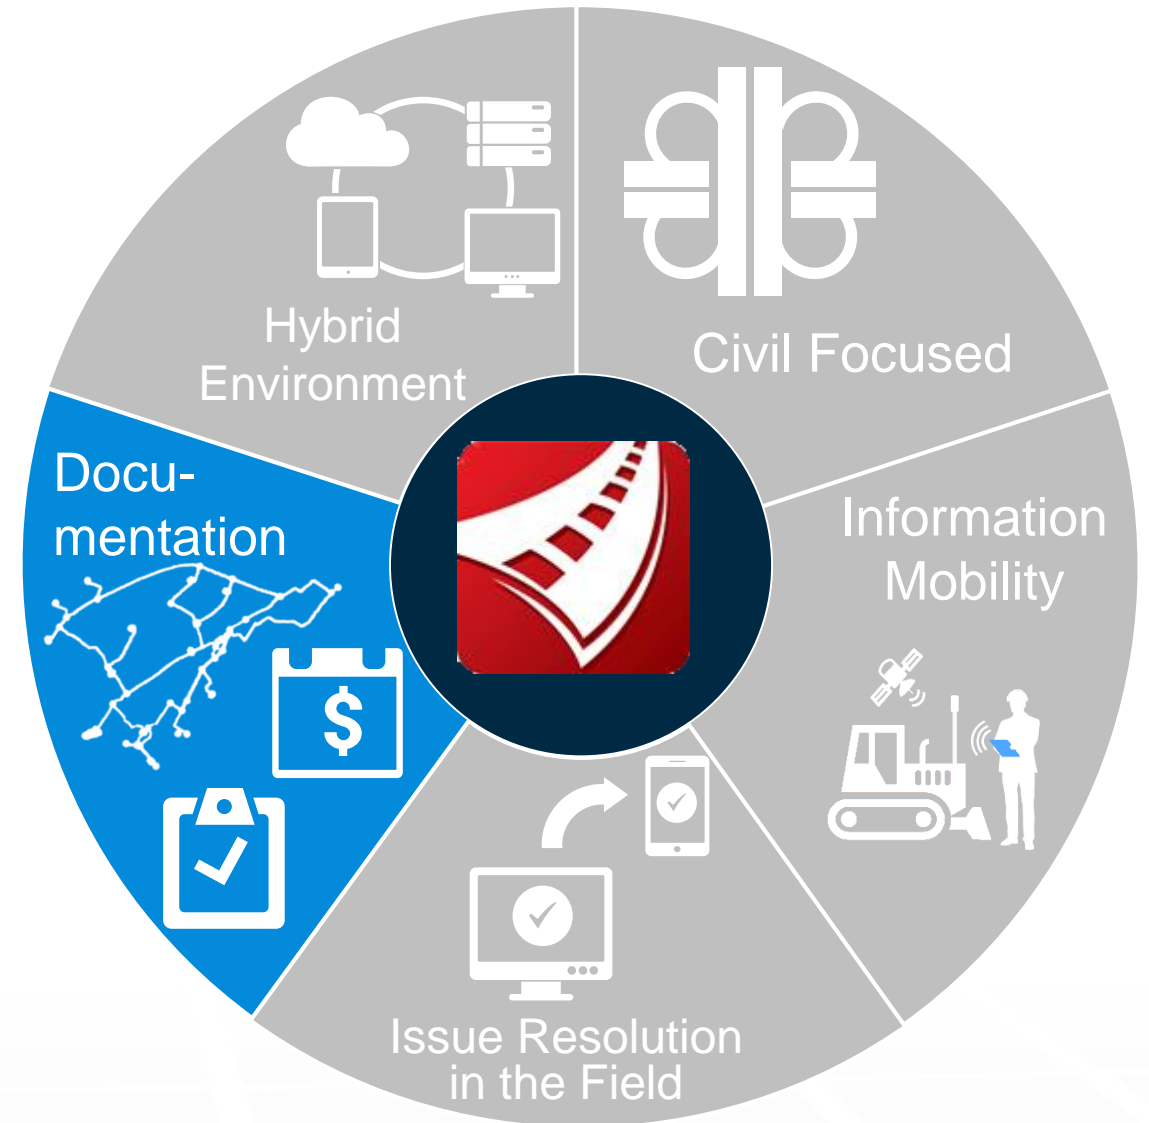 Hybrid
Environment
Civil Focused
Docu-
mentation
$
Information
Mobility
Issue Resolution
in the Field